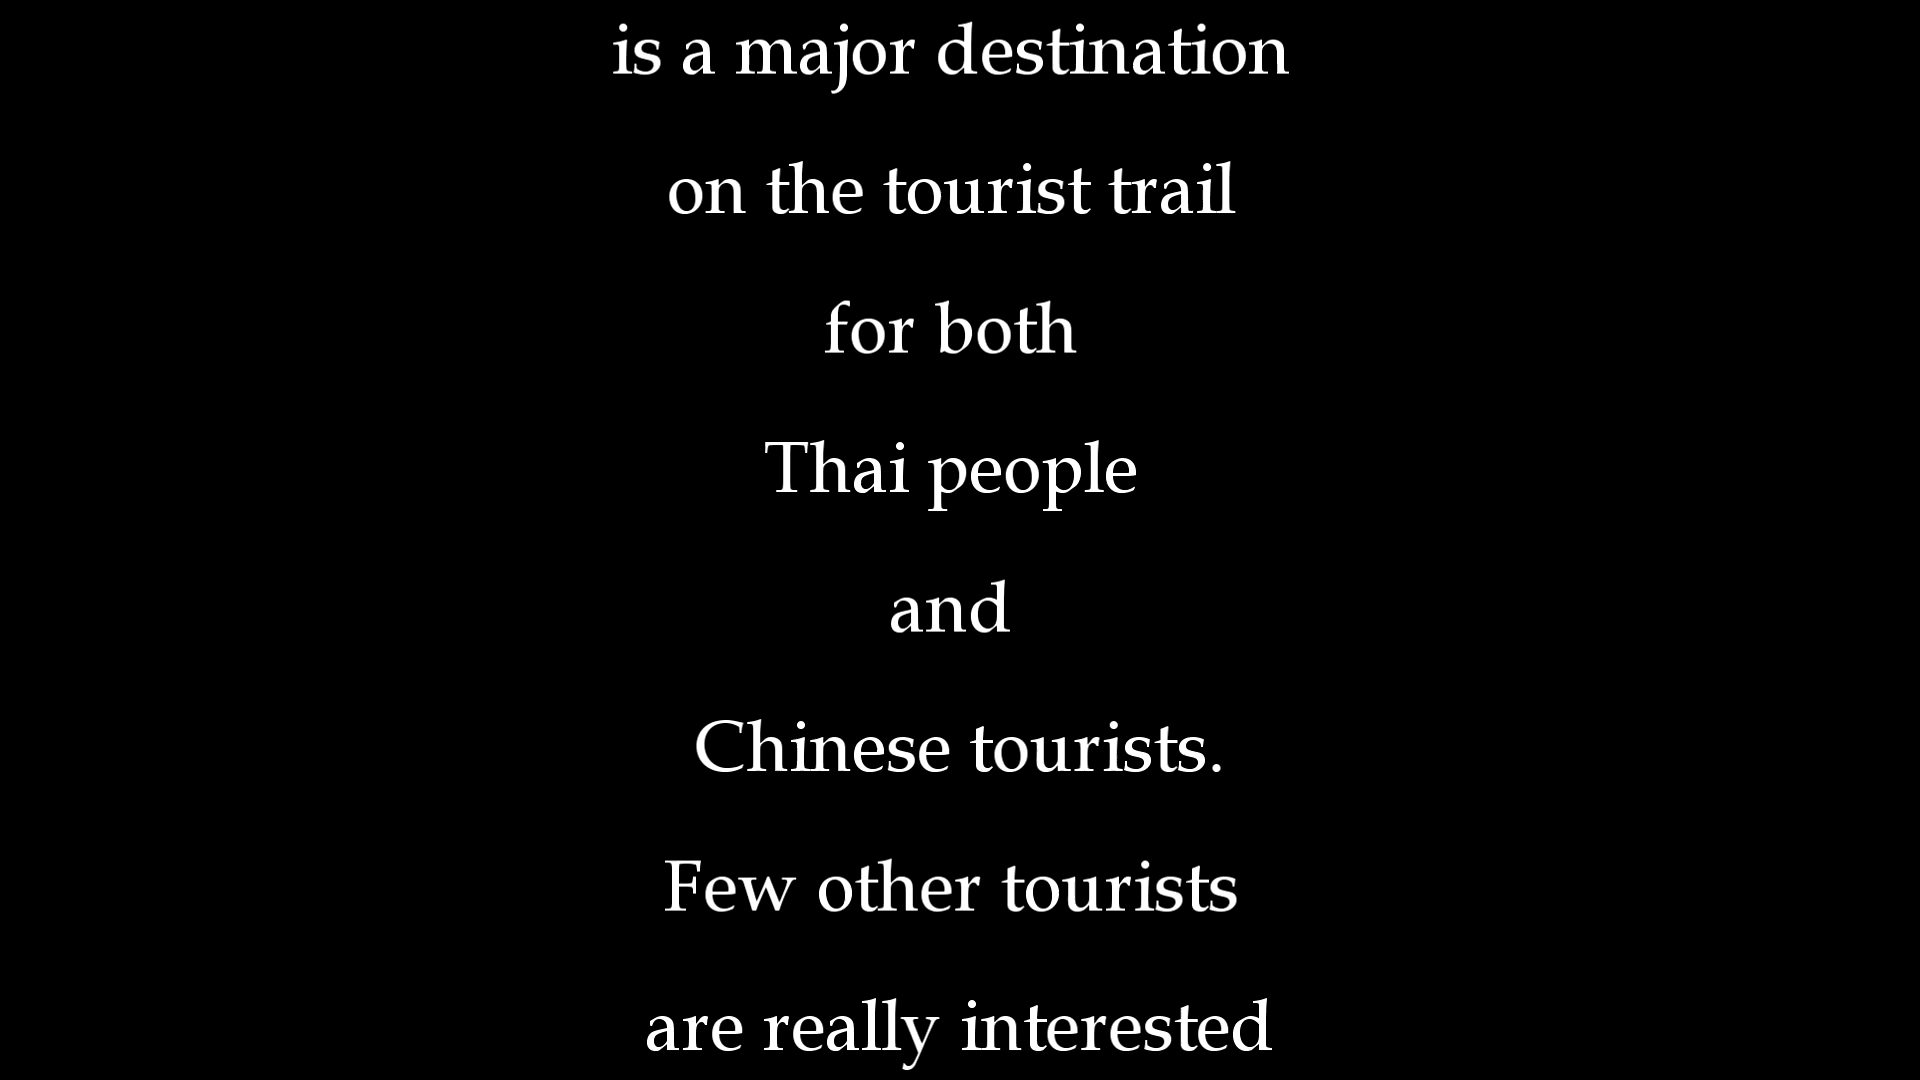 is a major destination
on the tourist trail
for both
Thai people
and
Chinese tourists.
Few other tourists
are really interested